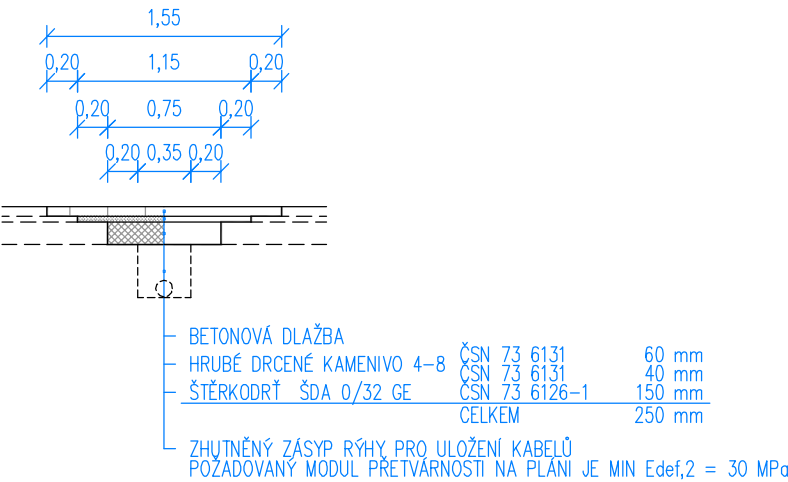 1,55
0,20 1,15 0,20
0,20 0,75 0,20
0,20 0,35 0,20
BETONOVÁ DLAŽBA ČSN 73 6131 60 mm
HRUBÉ DRCENÉ KAMENIVO 4-8 ČSN 73 6131 40 mm
ŠTĚRKODRŤ ŠDA 0/32 GE ČSN 73 6126-1 150 mm
CELKEM 250 mm
ZHUTNĚNÝ ZÁSYP RÝHY PRO ULOŽENÍ KABELŮ
POŽADOVANÝ MODUL PŘETVÁRNOSTI NA PLÁNI JE MIN Edef,2 = 30 MPa